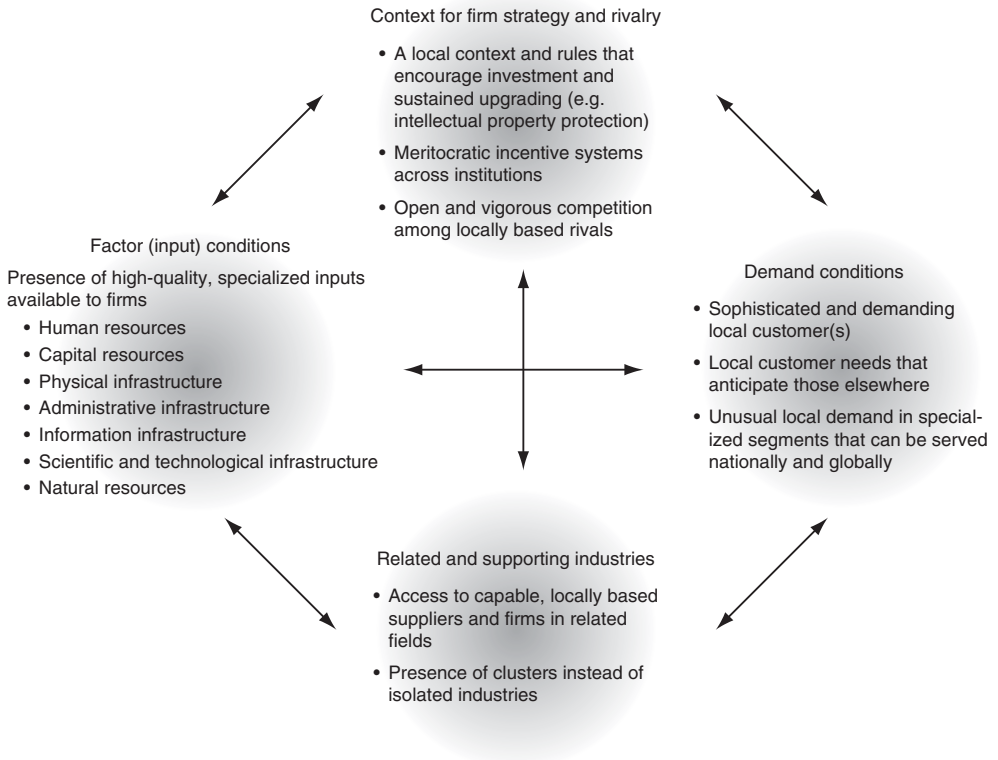 Context for firm strategy and rivalry
• A local context and rules that
encourage investment and
sustained upgrading (e.g.
intellectual property protection)
• Meritocratic incentive systems
across institutions
• Open and vigorous competition
among locally based rivals
Factor (input) conditions
Presence of high-quality, specialized inputs
available to firms
• Human resources
• Capital resources
• Physical infrastructure
• Administrative infrastructure
• Information infrastructure
• Scientific and technological infrastructure
• Natural resources
Demand conditions
• Sophisticated and demanding
local customer(s)
• Local customer needs that
anticipate those elsewhere
• Unusual local demand in special-
ized segments that can be served
nationally and globally
Related and supporting industries
• Access to capable, locally based
suppliers and firms in related
fields
• Presence of clusters instead of
isolated industries